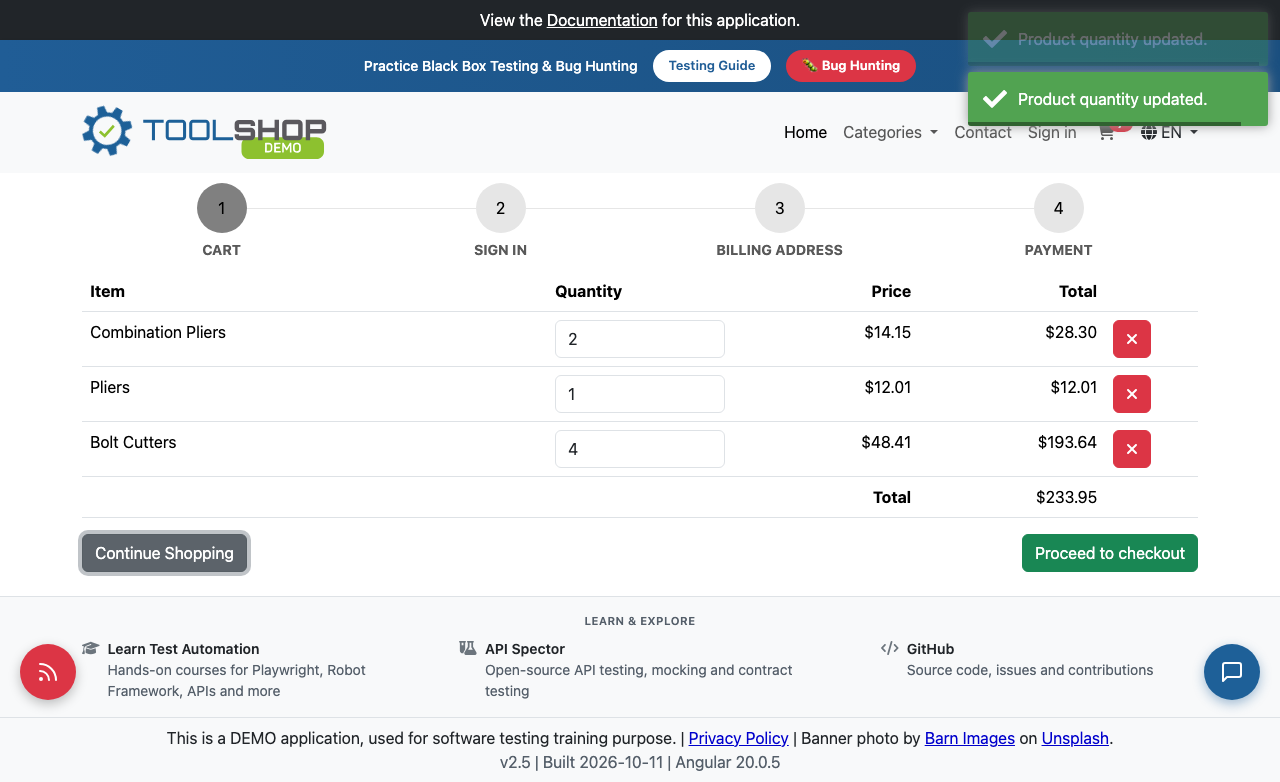 View the Documentation for this application.
Product quantity updated.
Practice Black Box Testing & Bug Hunting Testing Guide Bug Hunting
Product quantity updated.
TOOLSHOP
DEMO
Home Categories Contact Sign in EN
1 2 3 4
CART SIGN IN BILLING ADDRESS PAYMENT
Item Quantity Price Total
Combination Pliers 2 $14.15 $28.30
Pliers 1 $12.01 $12.01
Bolt Cutters 4 $48.41 $193.64
Total $233.95
Continue Shopping Proceed to checkout
LEARN & EXPLORE
Learn Test Automation
Hands-on courses for Playwright, Robot
Framework, APIs and more
API Spector
Open-source API testing, mocking and contract
testing
GitHub
Source code, issues and contributions
This is a DEMO application, used for software testing training purpose. | Privacy Policy | Banner photo by Barn Images on Unsplash.
v2.5 | Built 2026-10-11 | Angular 20.0.5